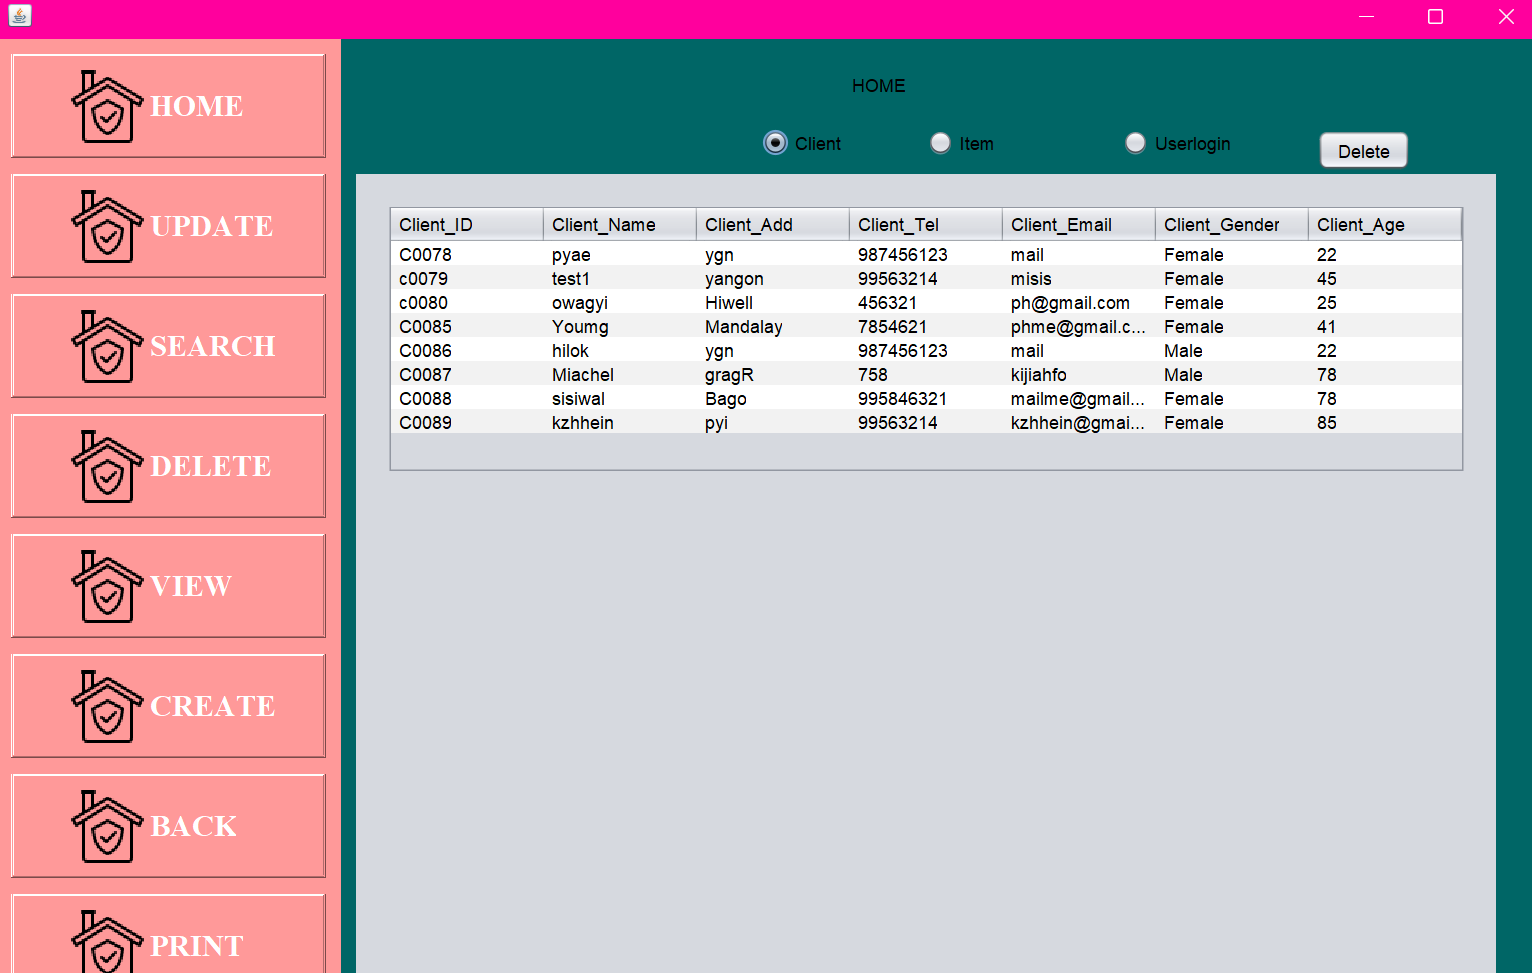 HOME
UPDATE
SEARCH
DELETE
VIEW
CREATE
BACK
PRINT
HOME
Client Item Userlogin Delete
Client_ID Client_Name Client_Add Client_Tel Client_Email Client_Gender Client_Age
C0078 pyae ygn 987456123 mail Female 22
c0079 test1 yangon 99563214 misis Female 45
c0080 owagyi Hiwell 456321 ph@gmail.com Female 25
C0085 Youmg Mandalay 7854621 phme@gmail.c... Female 41
C0086 hilok ygn 987456123 mail Male 22
C0087 Miachel gragR 758 kijiahfo Male 78
C0088 sisiwal Bago 995846321 mailme@gmail... Female 78
C0089 kzhhein pyi 99563214 kzhhein@gmai... Female 85